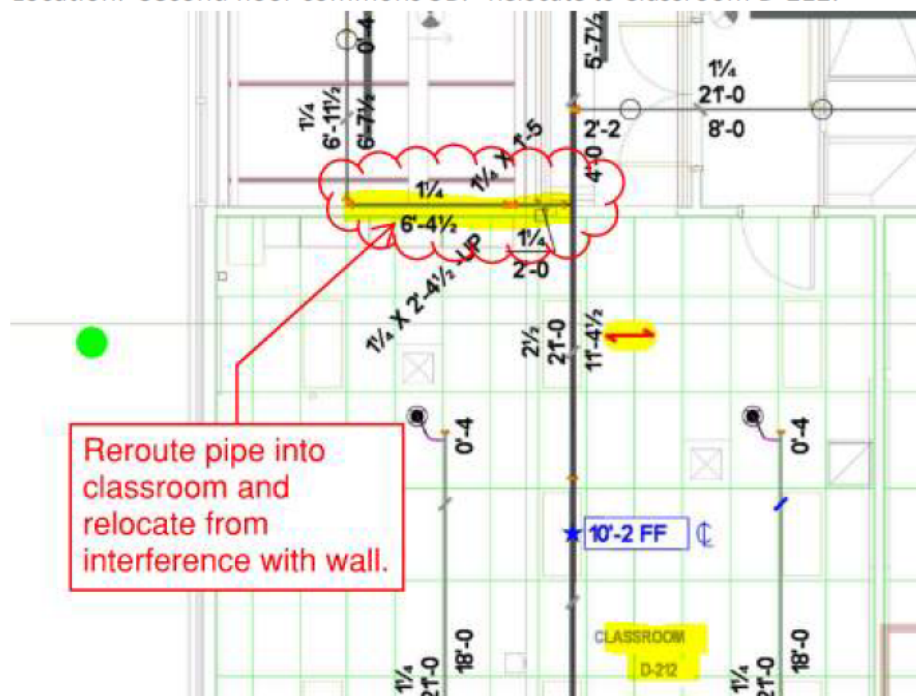 0'-4
5'-7½
1¼
6'-11½
6'-7½
1¼
21'-0
2'-2
8'-0
4'-0
1¼ X 1'-5
1¼
6'-4½
1¼
2'-0
1¼ X 2'-4½ -UP
2½
21'-0
11'-4½
0'-4
0'-4
Reroute pipe into
classroom and
relocate from
interference with wall.
10'-2 FF ℄
CLASSROOM
D-212
1¼
21'-0
18'-0
1¼
21'-0
18'-0